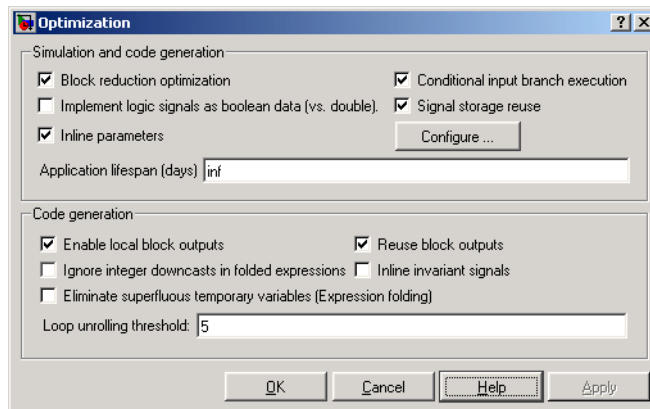 Optimization
Simulation and code generation
Block reduction optimization
Conditional input branch execution
Implement logic signals as boolean data (vs. double).
Signal storage reuse
Inline parameters
Configure ...
Application lifespan (days) inf
Code generation
Enable local block outputs
Reuse block outputs
Ignore integer downcasts in folded expressions
Inline invariant signals
Eliminate superfluous temporary variables (Expression folding)
Loop unrolling threshold: 5
OK Cancel Help Apply